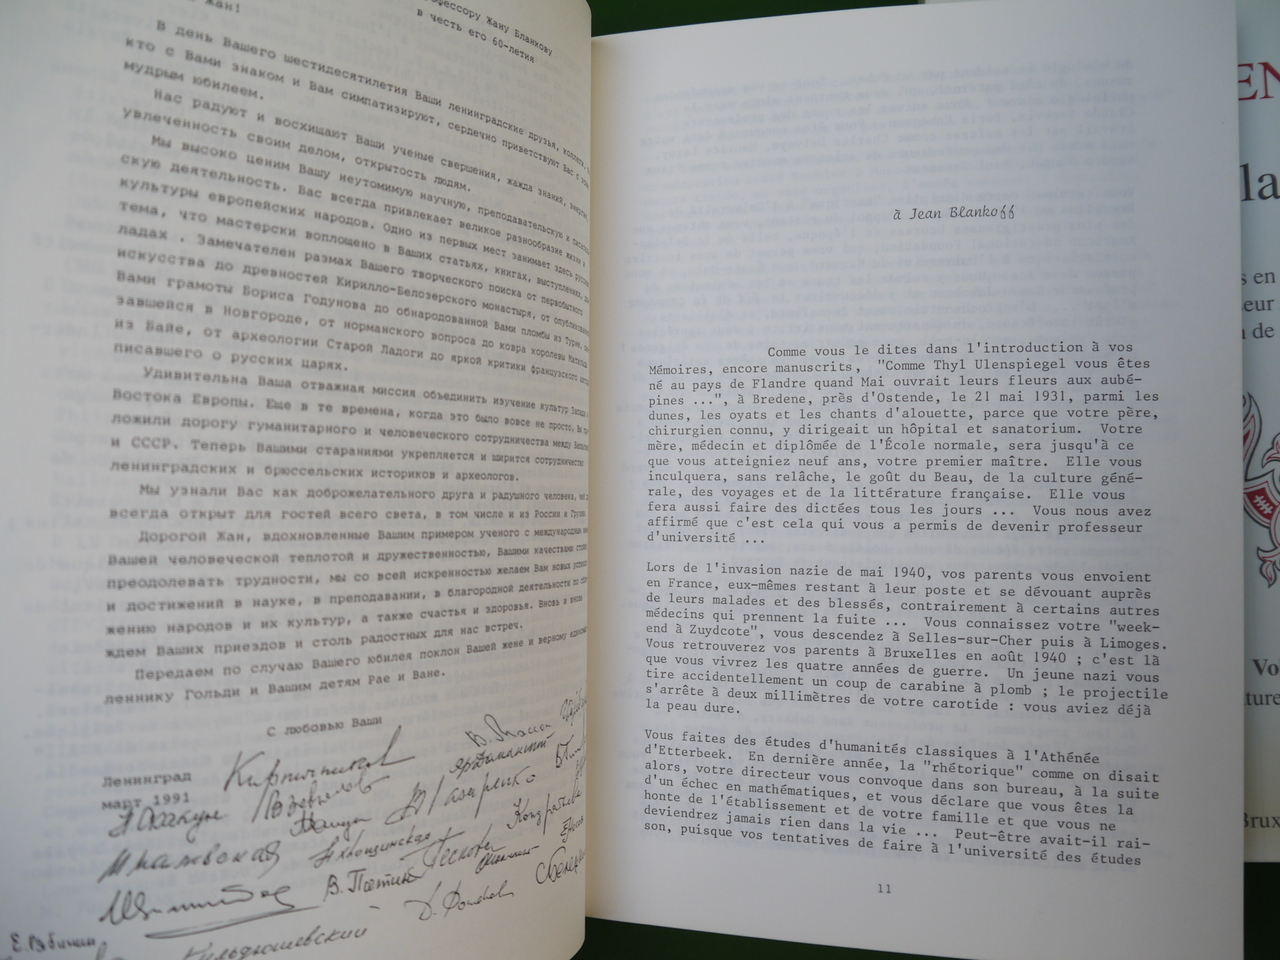 Профессору Жану Бланкову
в честь его 60-летия
Жан!
В день Вашего шестидесятилетия Ваши ленинградские друзья, коллеги,
кто с Вами знаком и Вам симпатизируют, сердечно приветствуют Вас с
мудрым юбилеем.
Нас радуют и восхищают Ваши ученые свершения, жажда знаний,
увлеченность своим делом, открытость людям.
Мы высоко ценим Вашу неутомимую научную, преподавательскую и
скую деятельность. Вас всегда привлекает великое разнообразие жизни и
культуры европейских народов. Одно из первых мест занимает здесь
тема, что мастерски воплощено в Ваших статьях, книгах, выступлениях,
ладах . Замечателен размах Вашего творческого поиска от первобытного
искусства до древностей Кирилло-Белозерского монастыря, от
Вами грамоты Бориса Годунова до обнародованной Вами пломбы из
завшейся в Новгороде, от норманского вопроса до ковра королевы
из Байе, от археологии Старой Ладоги до яркой критики французского
писавшего о русских царях.
Удивительна Ваша отважная миссия объединить изучение культур Запада и
Востока Европы. Еще в те времена, когда это было вовсе не просто, Вы
ложили дорогу гуманитарного и человеческого сотрудничества между
и СССР. Теперь Вашими стараниями укрепляется и ширится сотрудничество
ленинградских и брюссельских историков и археологов.
Мы узнали Вас как доброжелательного друга и радушного человека,
всегда открыт для гостей всего света, в том числе и из России и
Дорогой Жан, вдохновленные Вашим примером ученого с
Вашей человеческой теплотой и дружественностью, Вашими качествами
преодолевать трудности, мы со всей искренностью желаем Вам новых
и достижений в науке, в преподавании, в благородной деятельности по
жению народов и их культур, а также счастья и здоровья. Вновь и вновь
ждем Ваших приездов и столь радостных для нас встреч.
Передаем по случаю Вашего юбилея поклон Вашей жене и верному
леннику Гольди и Вашим детям Рае и Ване.
С любовью Ваши
Ленинград
март 1991
Кирпичников
В. Назаренко
Хвощинская
Пескова
В. Петренко
Кильдюшевский
à Jean Blankoff
Comme vous le dites dans l'introduction à vos
Mémoires, encore manuscrits, "Comme Thyl Ulenspiegel vous êtes
né au pays de Flandre quand Mai ouvrait leurs fleurs aux aubé-
pines ...", à Bredene, près d'Ostende, le 21 mai 1931, parmi les
dunes, les oyats et les chants d'alouette, parce que votre père,
chirurgien connu, y dirigeait un hôpital et sanatorium. Votre
mère, médecin et diplômée de l'École normale, sera jusqu'à ce
que vous atteigniez neuf ans, votre premier maître. Elle vous
inculquera, sans relâche, le goût du Beau, de la culture géné-
rale, des voyages et de la littérature française. Elle vous
fera aussi faire des dictées tous les jours ... Vous nous avez
affirmé que c'est cela qui vous a permis de devenir professeur
d'université ...
Lors de l'invasion nazie de mai 1940, vos parents vous envoient
en France, eux-mêmes restant à leur poste et se dévouant auprès
de leurs malades et des blessés, contrairement à certains autres
médecins qui prennent la fuite ... Vous connaissez votre "week-
end à Zuydcote", vous descendez à Selles-sur-Cher puis à Limoges.
Vous retrouverez vos parents à Bruxelles en août 1940 ; c'est là
que vous vivrez les quatre années de guerre. Un jeune nazi vous
tire accidentellement un coup de carabine à plomb ; le projectile
s'arrête à deux millimètres de votre carotide : vous aviez déjà
la peau dure.
Vous faites des études d'humanités classiques à l'Athénée
d'Etterbeek. En dernière année, la "rhétorique" comme on disait
alors, votre directeur vous convoque dans son bureau, à la suite
d'un échec en mathématiques, et vous déclare que vous êtes la
honte de l'établissement et de votre famille et que vous ne
deviendrez jamais rien dans la vie ... Peut-être avait-il rai-
son, puisque vos tentatives de faire à l'université des études
11
EN
la
s en
teur
n de
Vo
ture
Brux